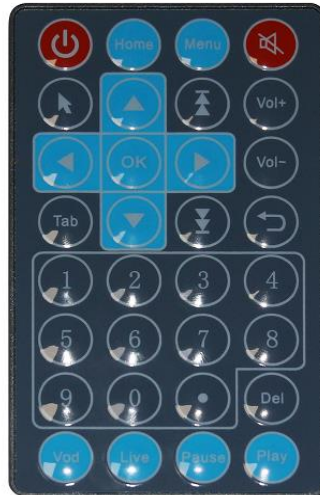 Home Menu
Vol+
OK Vol-
Tab
1 2 3 4
5 6 7 8
9 0 • Del
Vod Live Pause Play